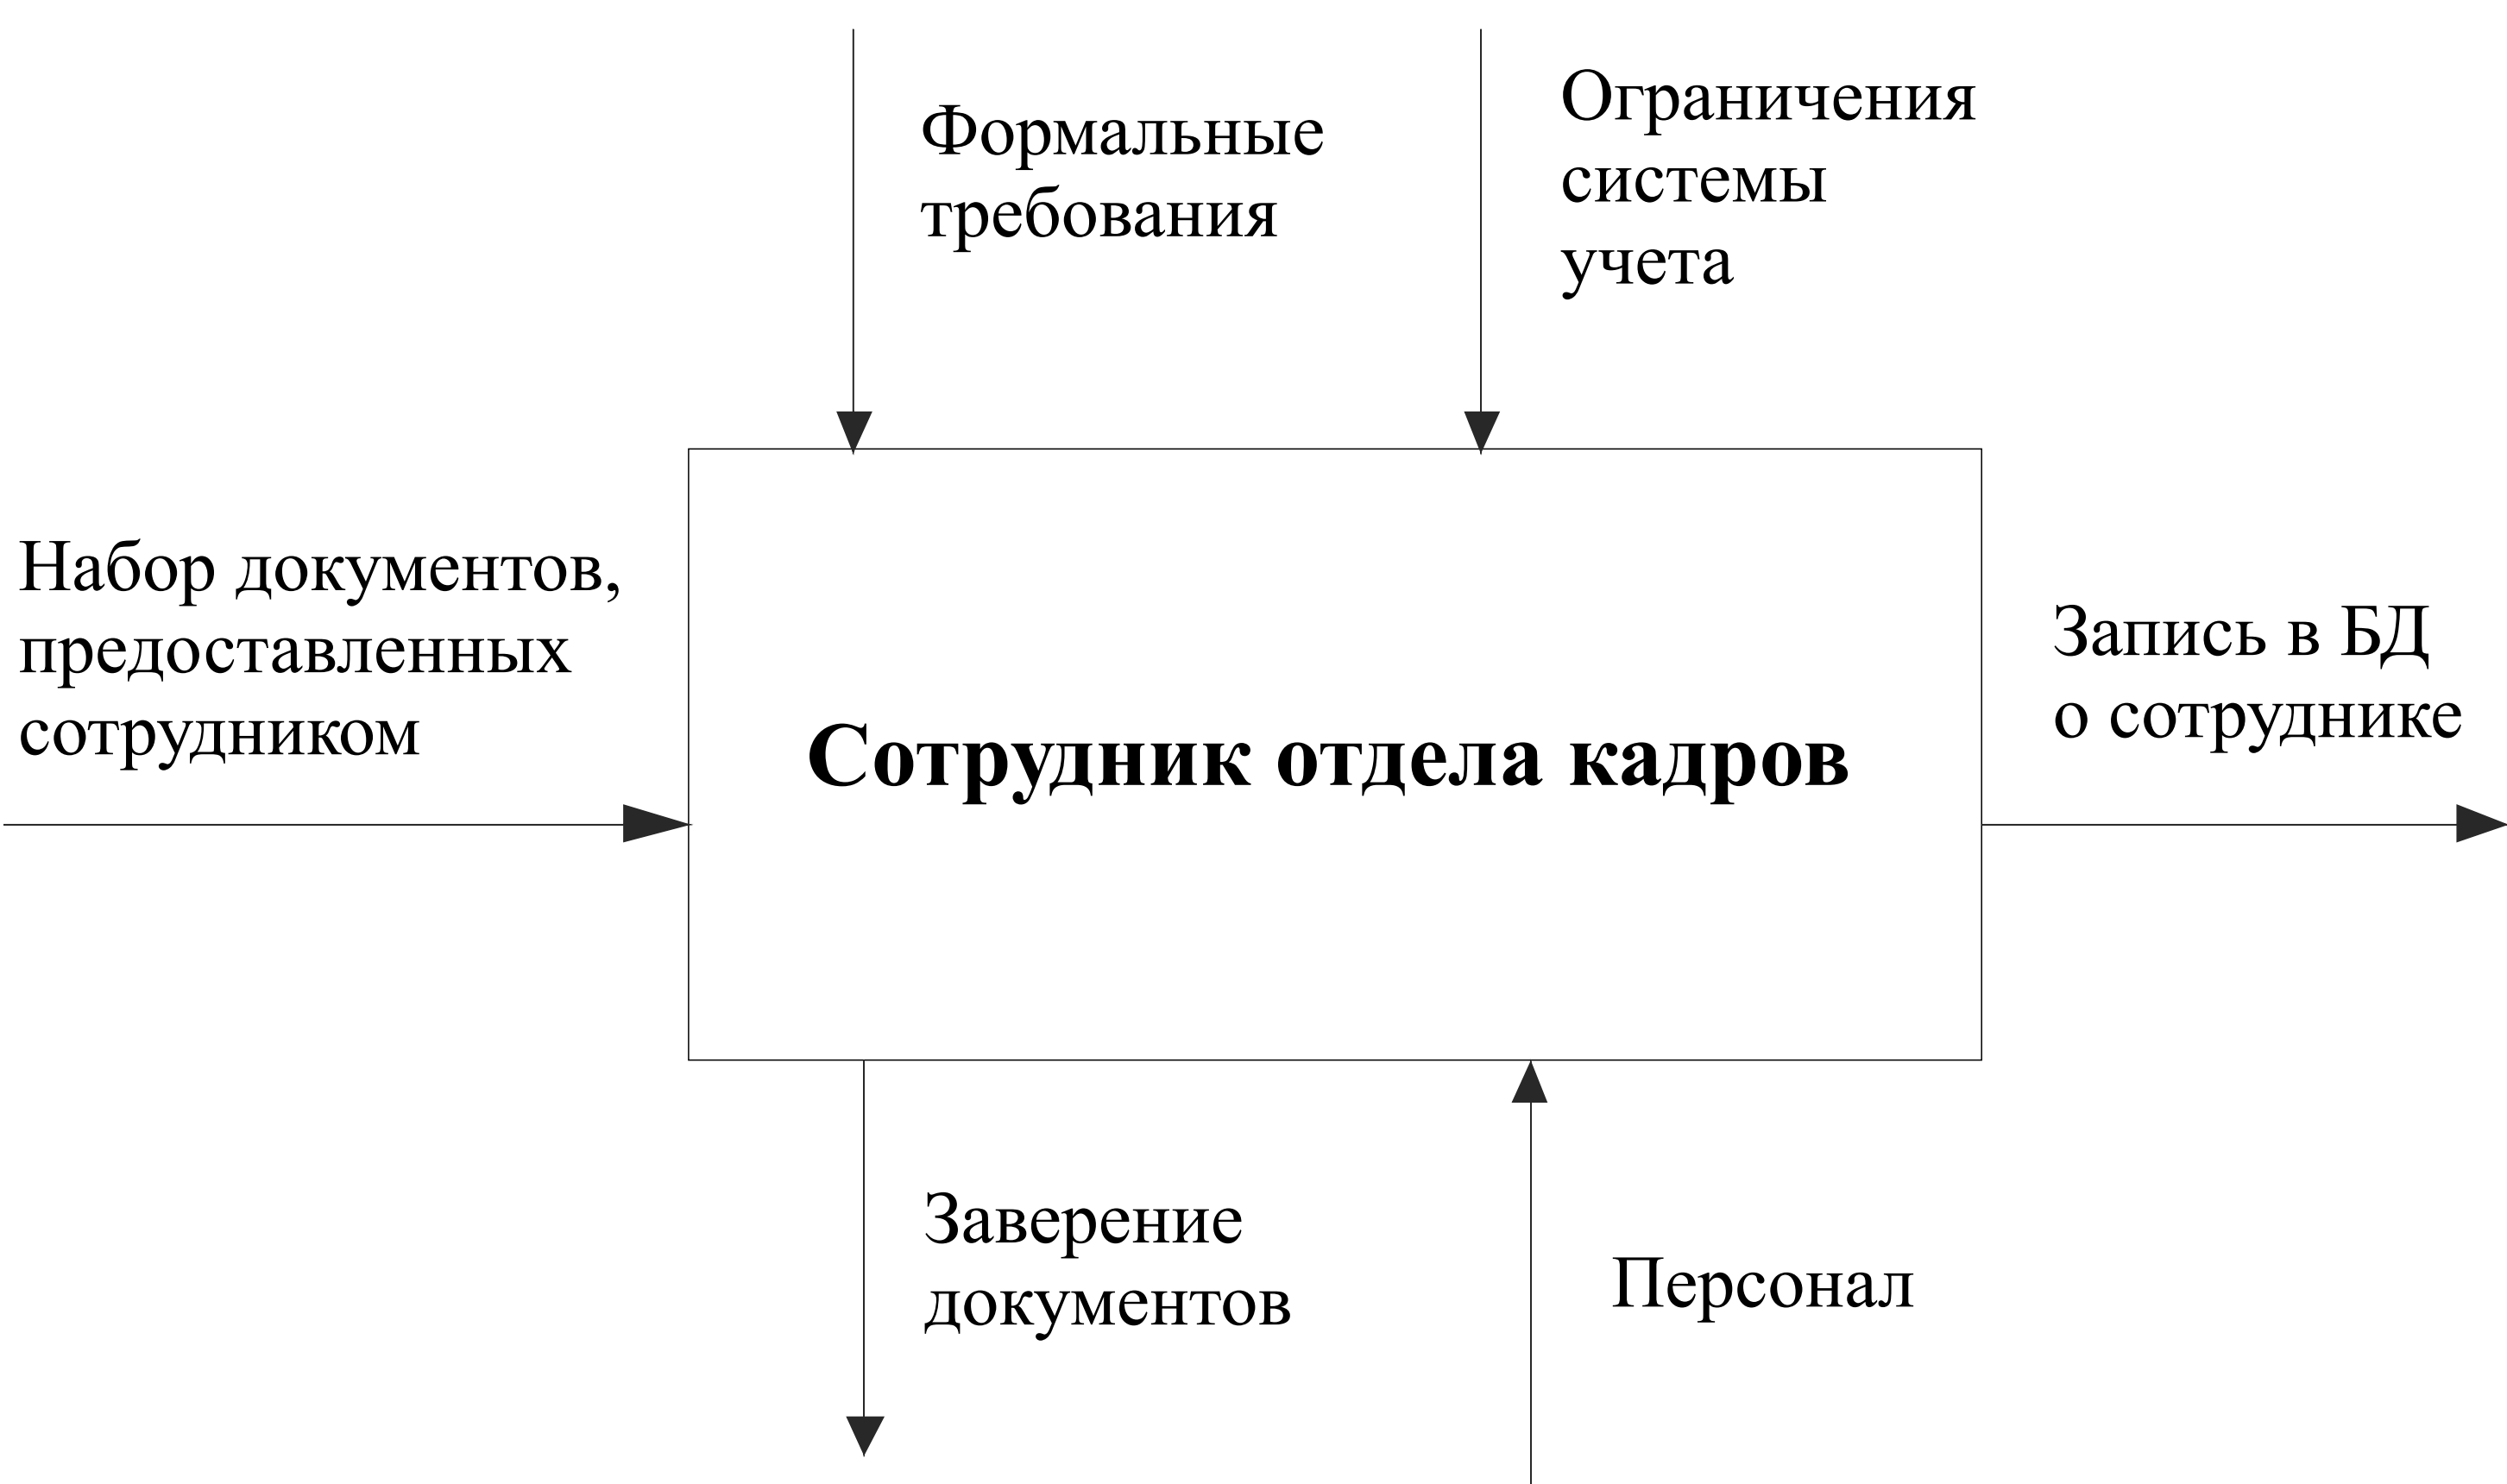 Формальные
требования
Ограничения
системы
учета
Набор документов,
предоставленных
сотрудником
Сотрудник отдела кадров
Запись в БД
о сотруднике
Заверение
документов
Персонал